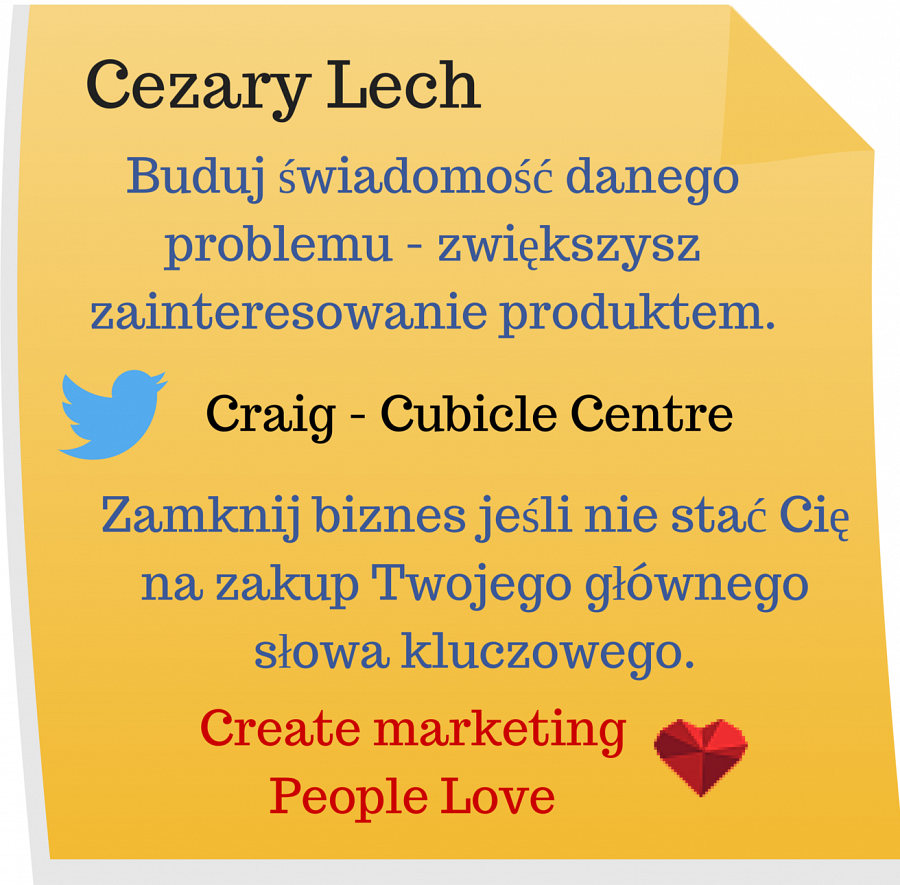 Cezary Lech
Buduj świadomość danego
problemu - zwiększysz
zainteresowanie produktem.
Craig - Cubicle Centre
Zamknij biznes jeśli nie stać Cię
na zakup Twojego głównego
słowa kluczowego.
Create marketing
People Love